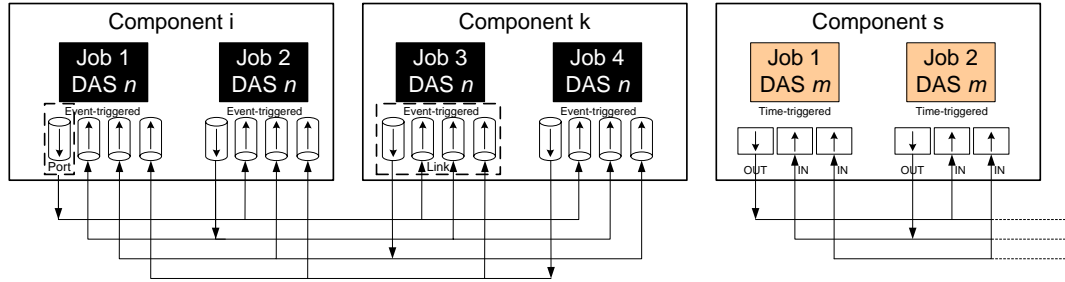 Component i
Component k
Component s
Job 1
DAS n
Job 2
DAS n
Job 3
DAS n
Job 4
DAS n
Job 1
DAS m
Job 2
DAS m
Event-triggered
Event-triggered
Event-triggered
Event-triggered
Time-triggered
Time-triggered
Port
Link
OUT
IN
IN
OUT
IN
IN